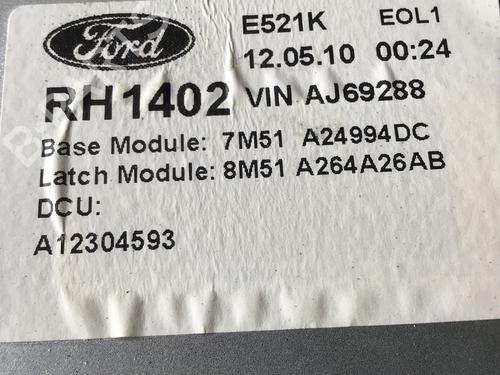 Ford
E521K EOL1
12.05.10 00:24
RH1402 VIN AJ69288
Base Module: 7M51 A24994DC
Latch Module: 8M51 A264A26AB
DCU:
A12304593